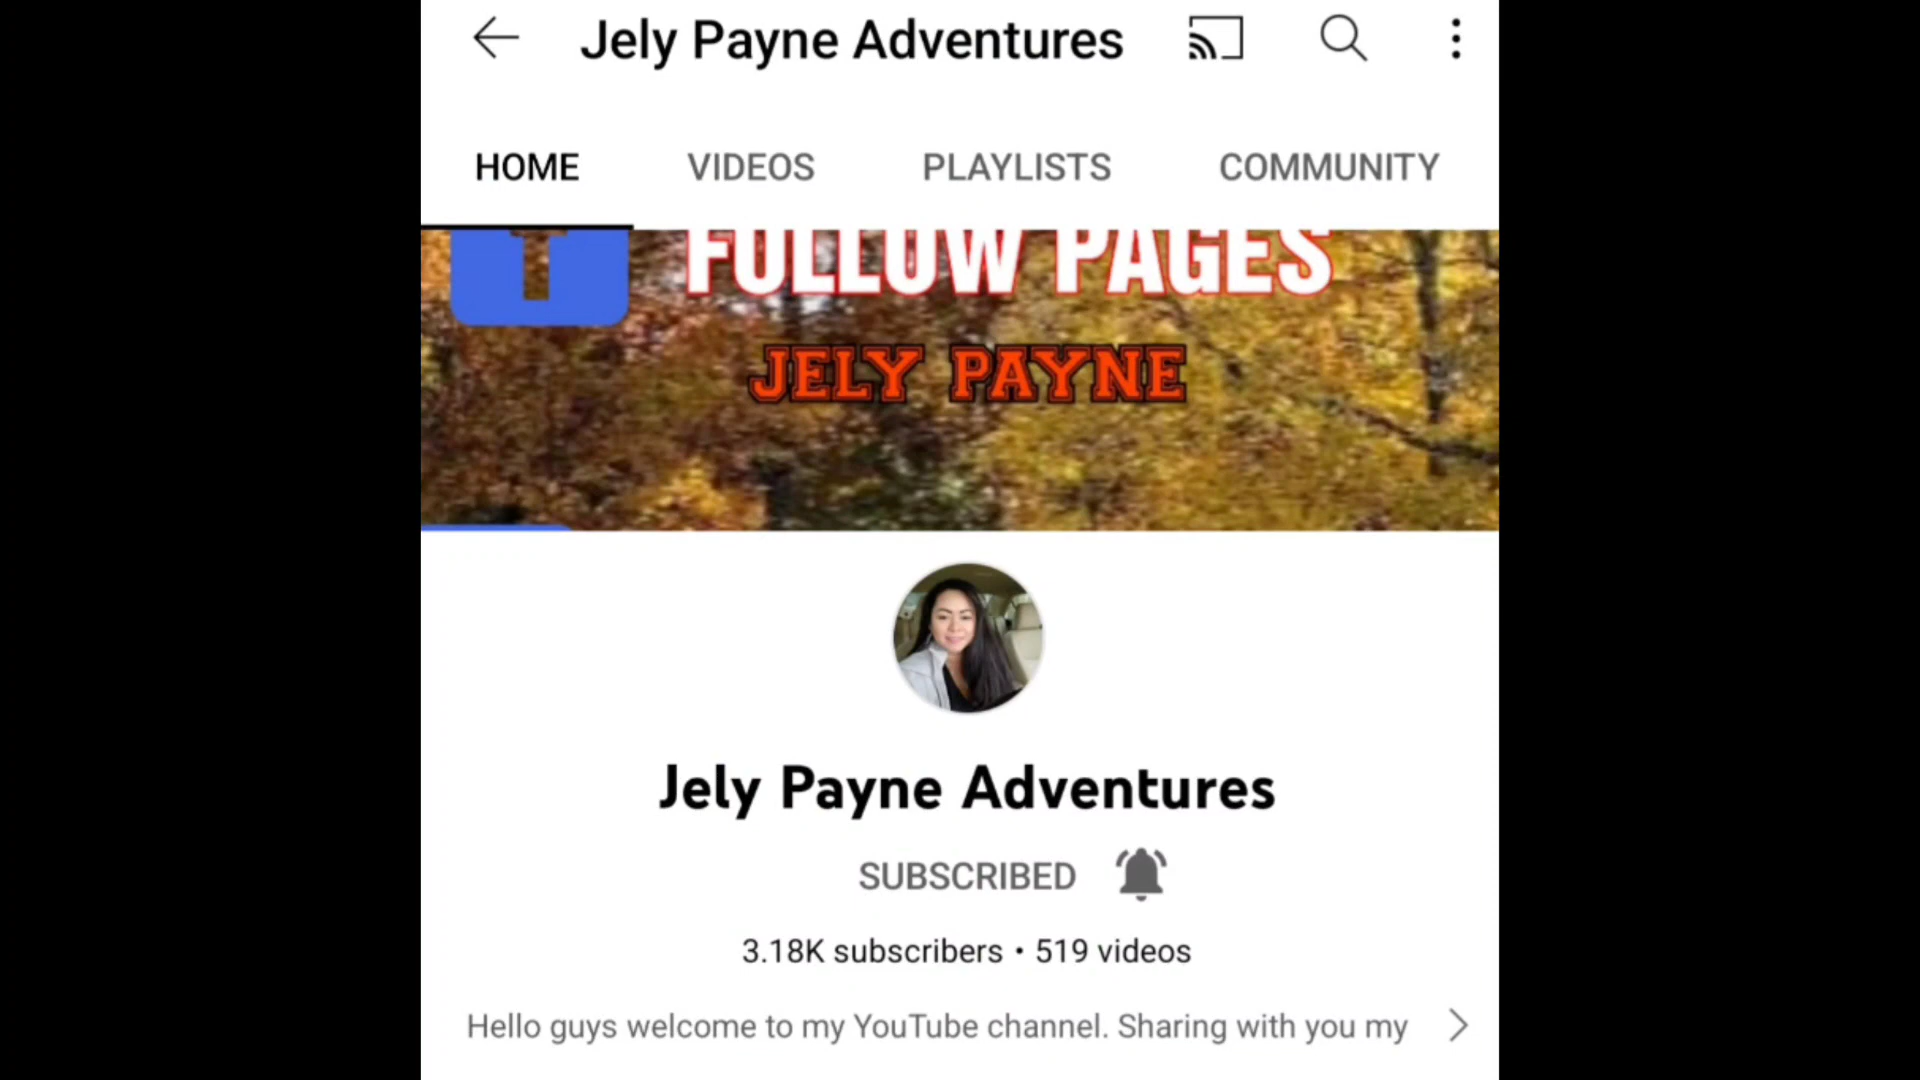 Jely Payne Adventures
HOME VIDEOS PLAYLISTS COMMUNITY
FOLLOW PAGES
JELY PAYNE
Jely Payne Adventures
SUBSCRIBED
3.18K subscribers • 519 videos
Hello guys welcome to my YouTube channel. Sharing with you my